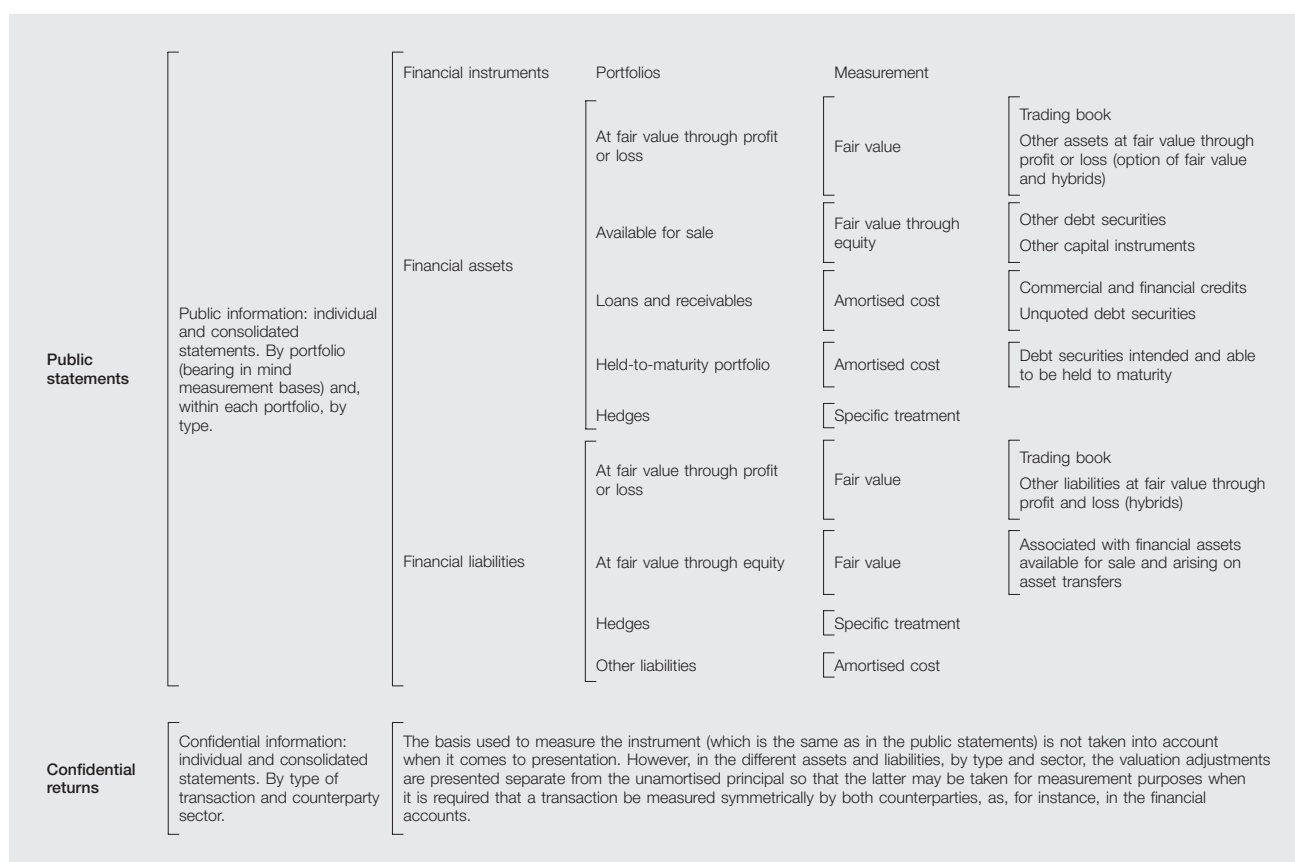 Financial instruments
Portfolios
Measurement
Public
statements
Public information: individual
and consolidated
statements. By portfolio
(bearing in mind
measurement bases) and,
within each portfolio, by
type.
Financial assets
At fair value through profit
or loss
Fair value
Trading book
Other assets at fair value through
profit or loss (option of fair value
and hybrids)
Available for sale
Fair value through
equity
Other debt securities
Other capital instruments
Loans and receivables
Amortised cost
Commercial and financial credits
Unquoted debt securities
Held-to-maturity portfolio
Amortised cost
Debt securities intended and able
to be held to maturity
Hedges
Specific treatment
Financial liabilities
At fair value through profit
or loss
Fair value
Trading book
Other liabilities at fair value through
profit and loss (hybrids)
At fair value through equity
Fair value
Associated with financial assets
available for sale and arising on
asset transfers
Hedges
Specific treatment
Other liabilities
Amortised cost
Confidential
returns
Confidential information:
individual and consolidated
statements. By type of
transaction and counterparty
sector.
The basis used to measure the instrument (which is the same as in the public statements) is not taken into account
when it comes to presentation. However, in the different assets and liabilities, by type and sector, the valuation adjustments
are presented separate from the unamortised principal so that the latter may be taken for measurement purposes when
it is required that a transaction be measured symmetrically by both counterparties, as, for instance, in the financial
accounts.